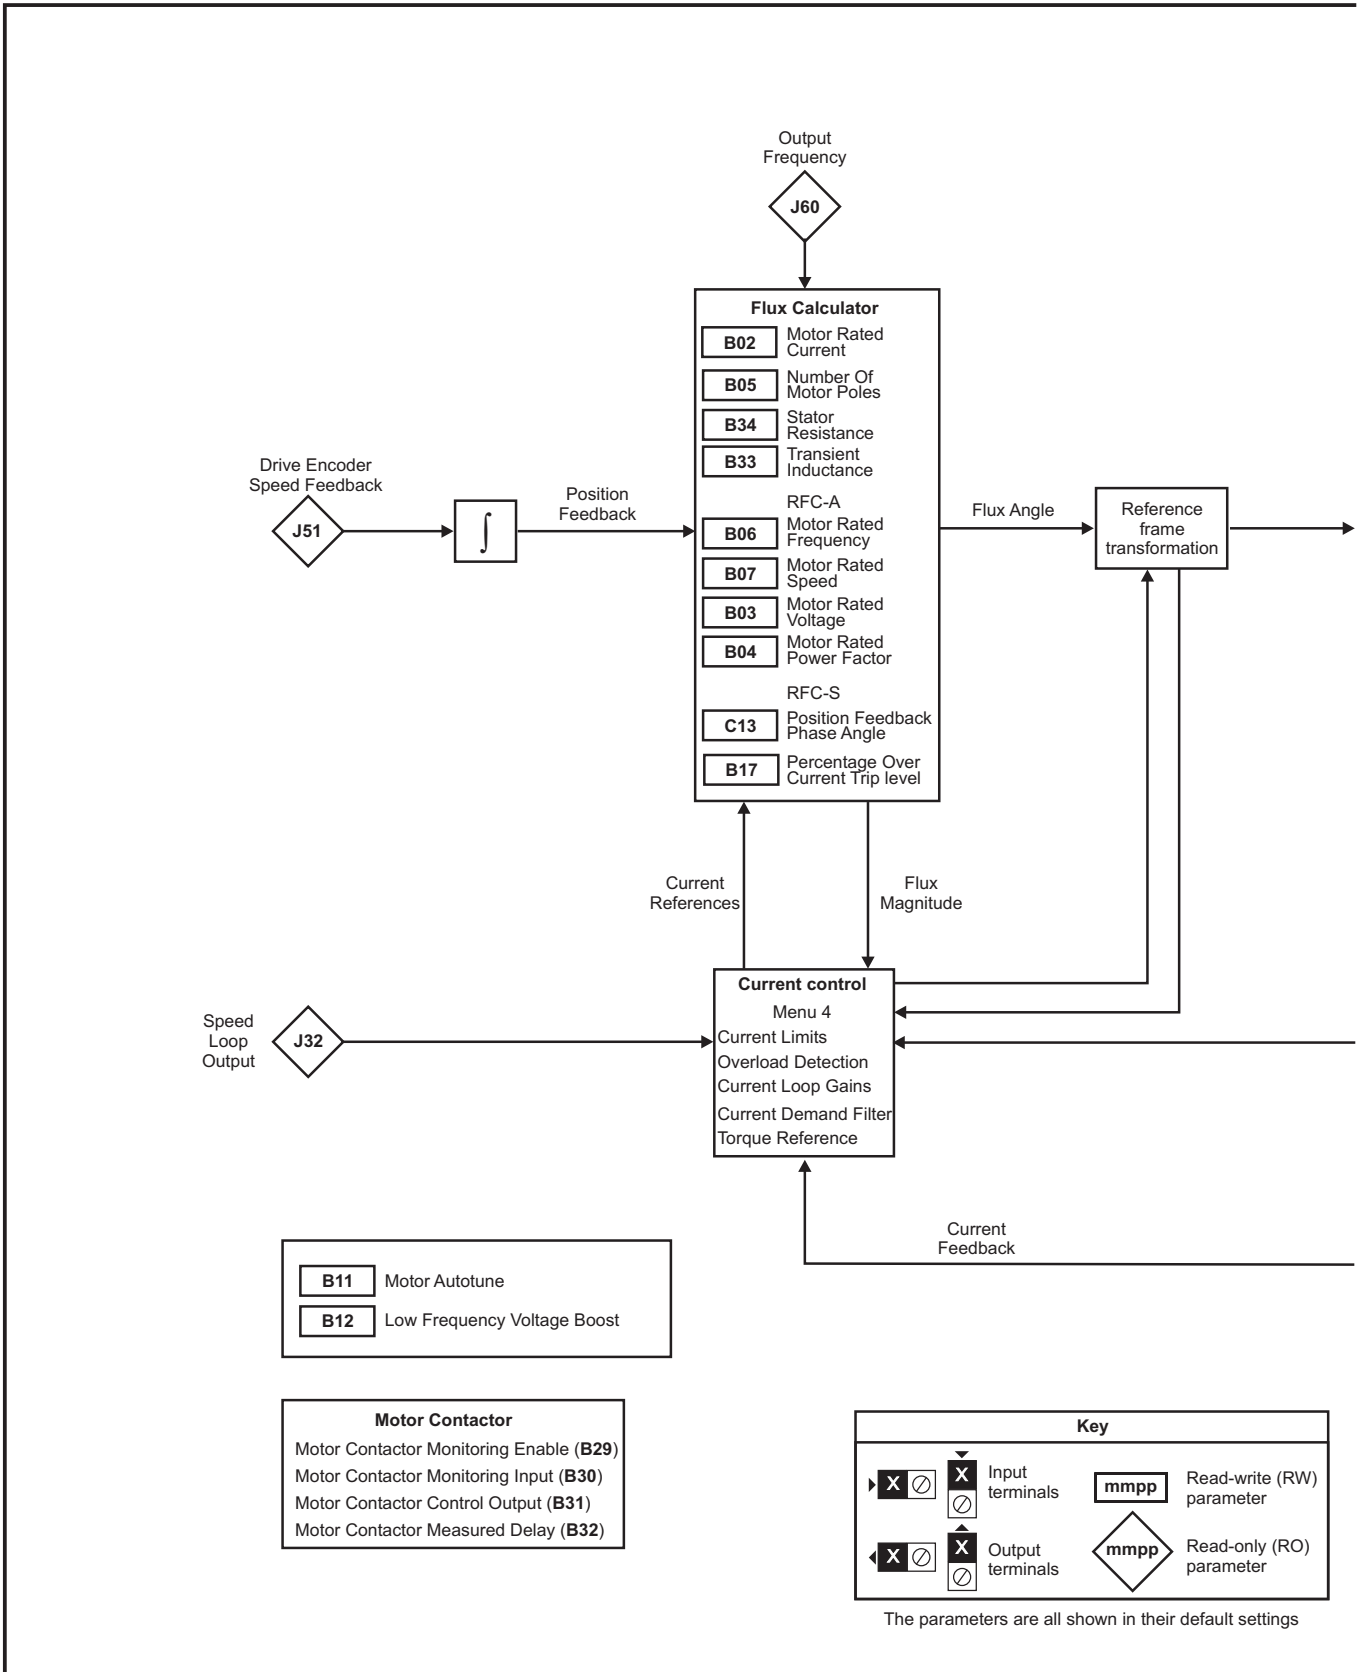 Output
Frequency
J60
Flux Calculator
B02 Motor Rated
Current
B05 Number Of
Motor Poles
B34 Stator
Resistance
B33 Transient
Inductance
RFC-A
B06 Motor Rated
Frequency
B07 Motor Rated
Speed
B03 Motor Rated
Voltage
B04 Motor Rated
Power Factor
RFC-S
C13 Position Feedback
Phase Angle
B17 Percentage Over
Current Trip level
Drive Encoder
Speed Feedback
J51
∫
Position
Feedback
Flux Angle
Reference
frame
transformation
Current
References
Flux
Magnitude
Speed
Loop
Output
J32
Current control
Menu 4
Current Limits
Overload Detection
Current Loop Gains
Current Demand Filter
Torque Reference
Current
Feedback
B11 Motor Autotune
B12 Low Frequency Voltage Boost
Motor Contactor
Motor Contactor Monitoring Enable (B29)
Motor Contactor Monitoring Input (B30)
Motor Contactor Control Output (B31)
Motor Contactor Measured Delay (B32)
Key
X X Input
terminals
mmpp Read-write (RW)
parameter
X X Output
terminals
mmpp Read-only (RO)
parameter
The parameters are all shown in their default settings